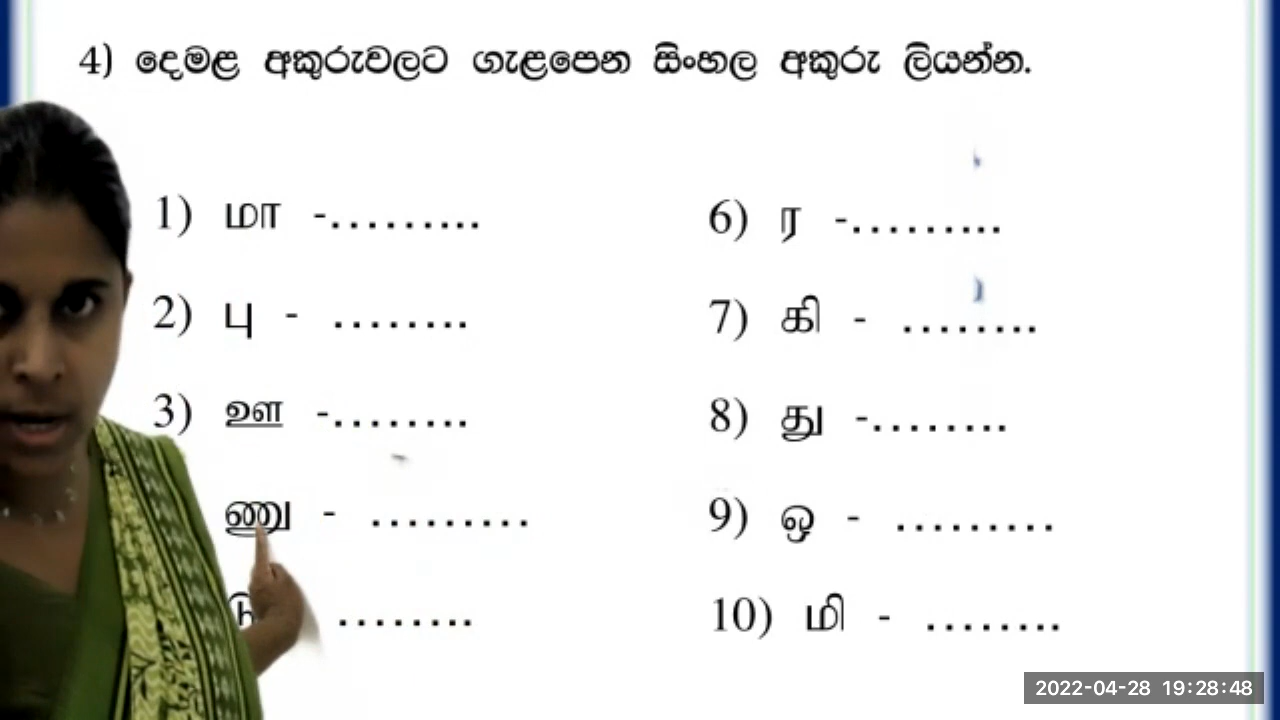 4) දෙමළ අකුරුවලට ගැළපෙන සිංහල අකුරු ලියන්න.
1) மா -.........
2) பு - ........
3) ஊ -........
ணு - .........
........
6) ர -.........
7) கி - ........
8) து -........
9) ஒ - .........
10) மி - ........
2022-04-28 19:28:48